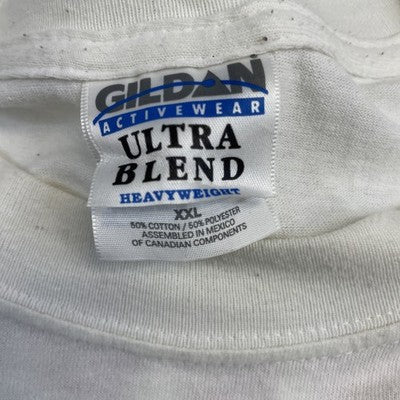 GILDAN
ACTIVEWEAR
ULTRA
BLEND
HEAVYWEIGHT
XXL
50% COTTON / 50% POLYESTER
ASSEMBLED IN MEXICO
OF CANADIAN COMPONENTS